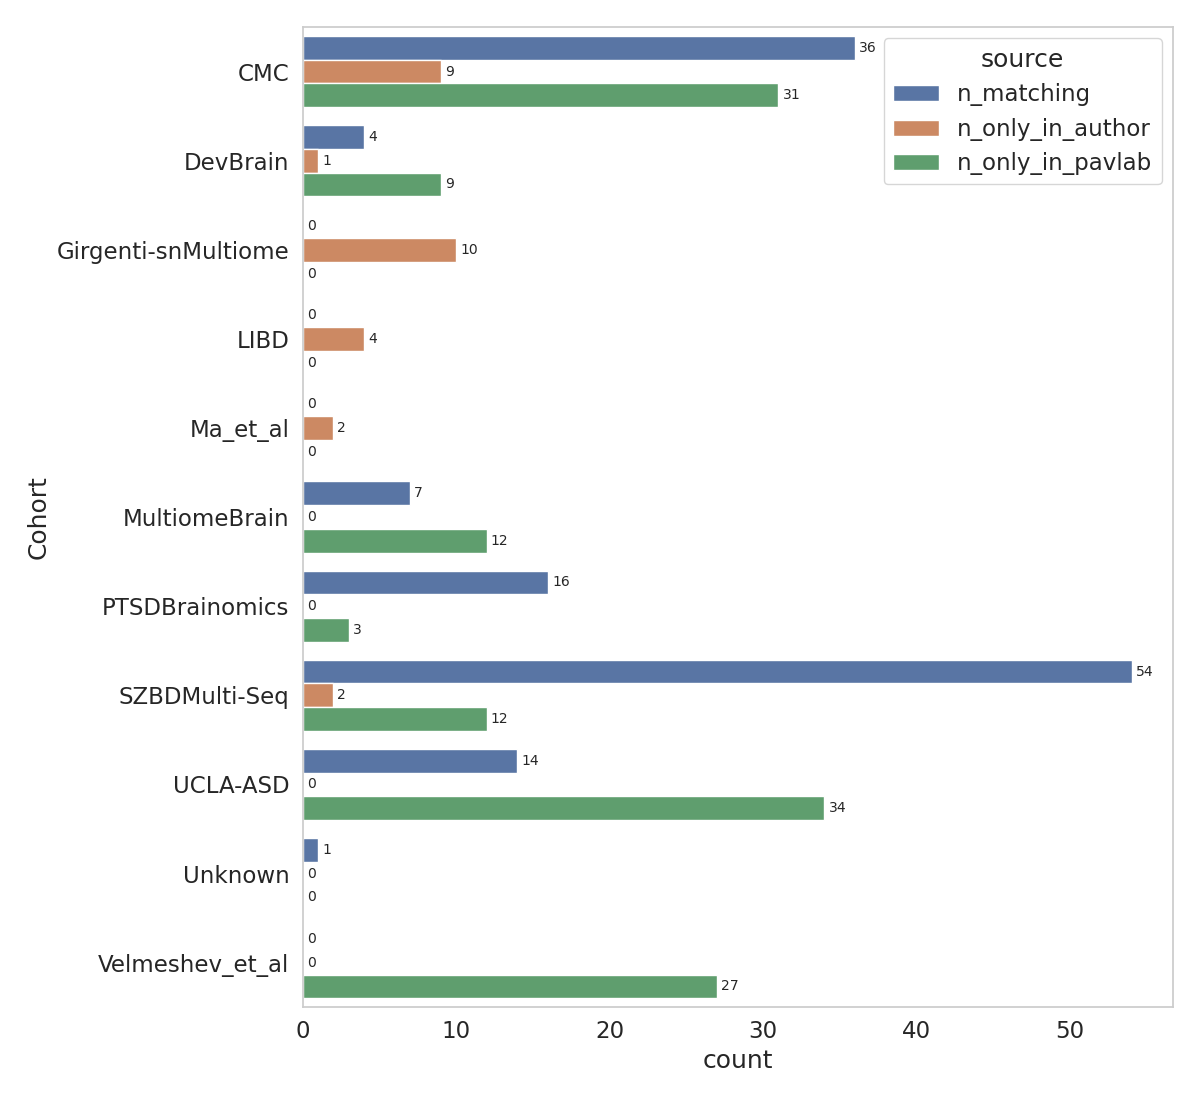 source
n_matching
n_only_in_author
n_only_in_pavlab
Cohort
CMC
36
9
31
DevBrain
4
1
9
Girgenti-snMultiome
0
10
0
LIBD
0
4
0
Ma_et_al
0
2
0
MultiomeBrain
7
0
12
PTSDBrainomics
16
0
3
SZBDMulti-Seq
54
2
12
UCLA-ASD
14
0
34
Unknown
1
0
0
Velmeshev_et_al
0
0
27
0 10 20 30 40 50
count